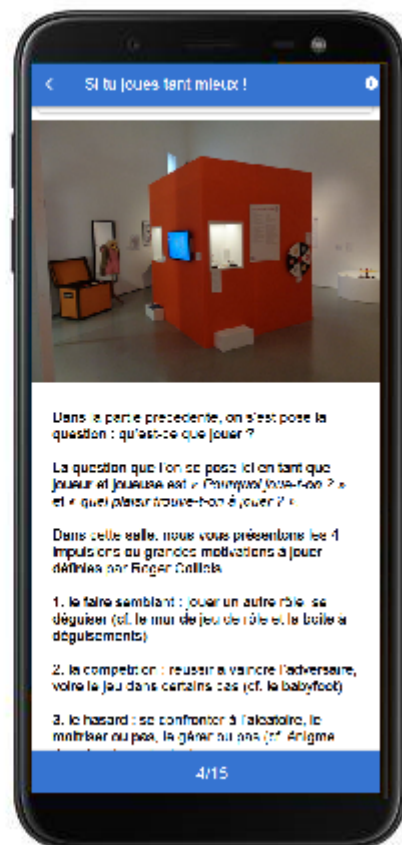 Si tu joues tant mieux !
Dans la partie précédente, on s'est posé la
question : qu'est-ce que jouer ?
La question que l'on se pose ici en tant que
joueur et joueuse est « Pourquoi joue-t-on ? »
et « quel plaisir trouve-t-on à jouer ? ».
Dans cette salle, nous vous présentons les 4
impulsions ou grandes motivations à jouer
définies par Roger Caillois
1. le faire semblant : jouer un autre rôle, se
déguiser (cf. le mur de jeu de rôle et la boîte à
déguisements)
2. la compétition : réussir à vaincre l'adversaire,
voire le jeu dans certains cas (cf. le babyfoot)
3. le hasard : se confronter à l'aléatoire, le
maîtriser ou pas, le gérer ou pas (cf. énigme
4/15